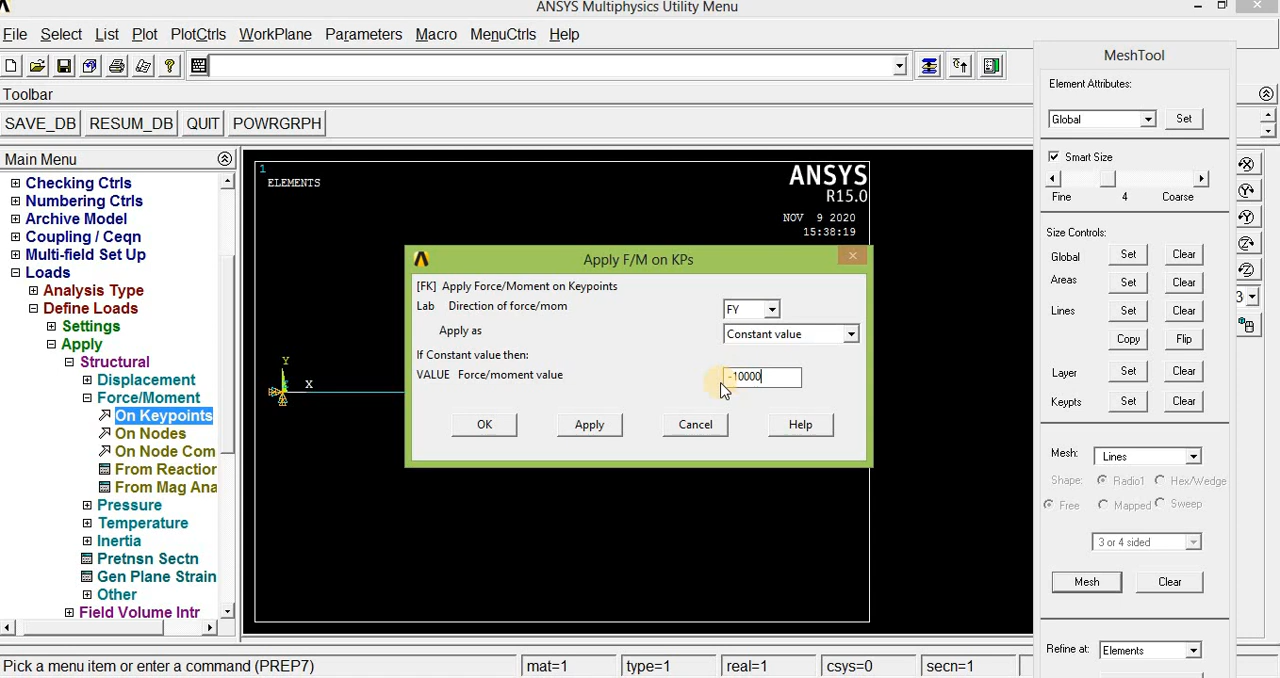 ANSYS Multiphysics Utility Menu
File Select List Plot PlotCtrls WorkPlane Parameters Macro MenuCtrls Help
Toolbar
SAVE_DB RESUM_DB QUIT POWRGRPH
Main Menu
Checking Ctrls
Numbering Ctrls
Archive Model
Coupling / Ceqn
Multi-field Set Up
Loads
Analysis Type
Define Loads
Settings
Apply
Structural
Displacement
Force/Moment
On Keypoints
On Nodes
On Node Com
From Reaction
From Mag Ana
Pressure
Temperature
Inertia
Pretnsn Sectn
Gen Plane Strain
Other
Field Volume Intr
1
ELEMENTS
ANSYS
R15.0
NOV 9 2020
15:38:19
Y
X
Apply F/M on KPs
[FK] Apply Force/Moment on Keypoints
Lab Direction of force/mom FY
Apply as Constant value
If Constant value then:
VALUE Force/moment value -10000
OK Apply Cancel Help
MeshTool
Element Attributes:
Global Set
Smart Size
Fine 4 Coarse
Size Controls:
Global Set Clear
Areas Set Clear
Lines Set Clear
Copy Flip
Layer Set Clear
Keypts Set Clear
Mesh: Lines
Shape: Radio1 Hex/Wedge
Free Mapped Sweep
3 or 4 sided
Mesh Clear
Refine at: Elements
3
Pick a menu item or enter a command (PREP7) mat=1 type=1 real=1 csys=0 secn=1